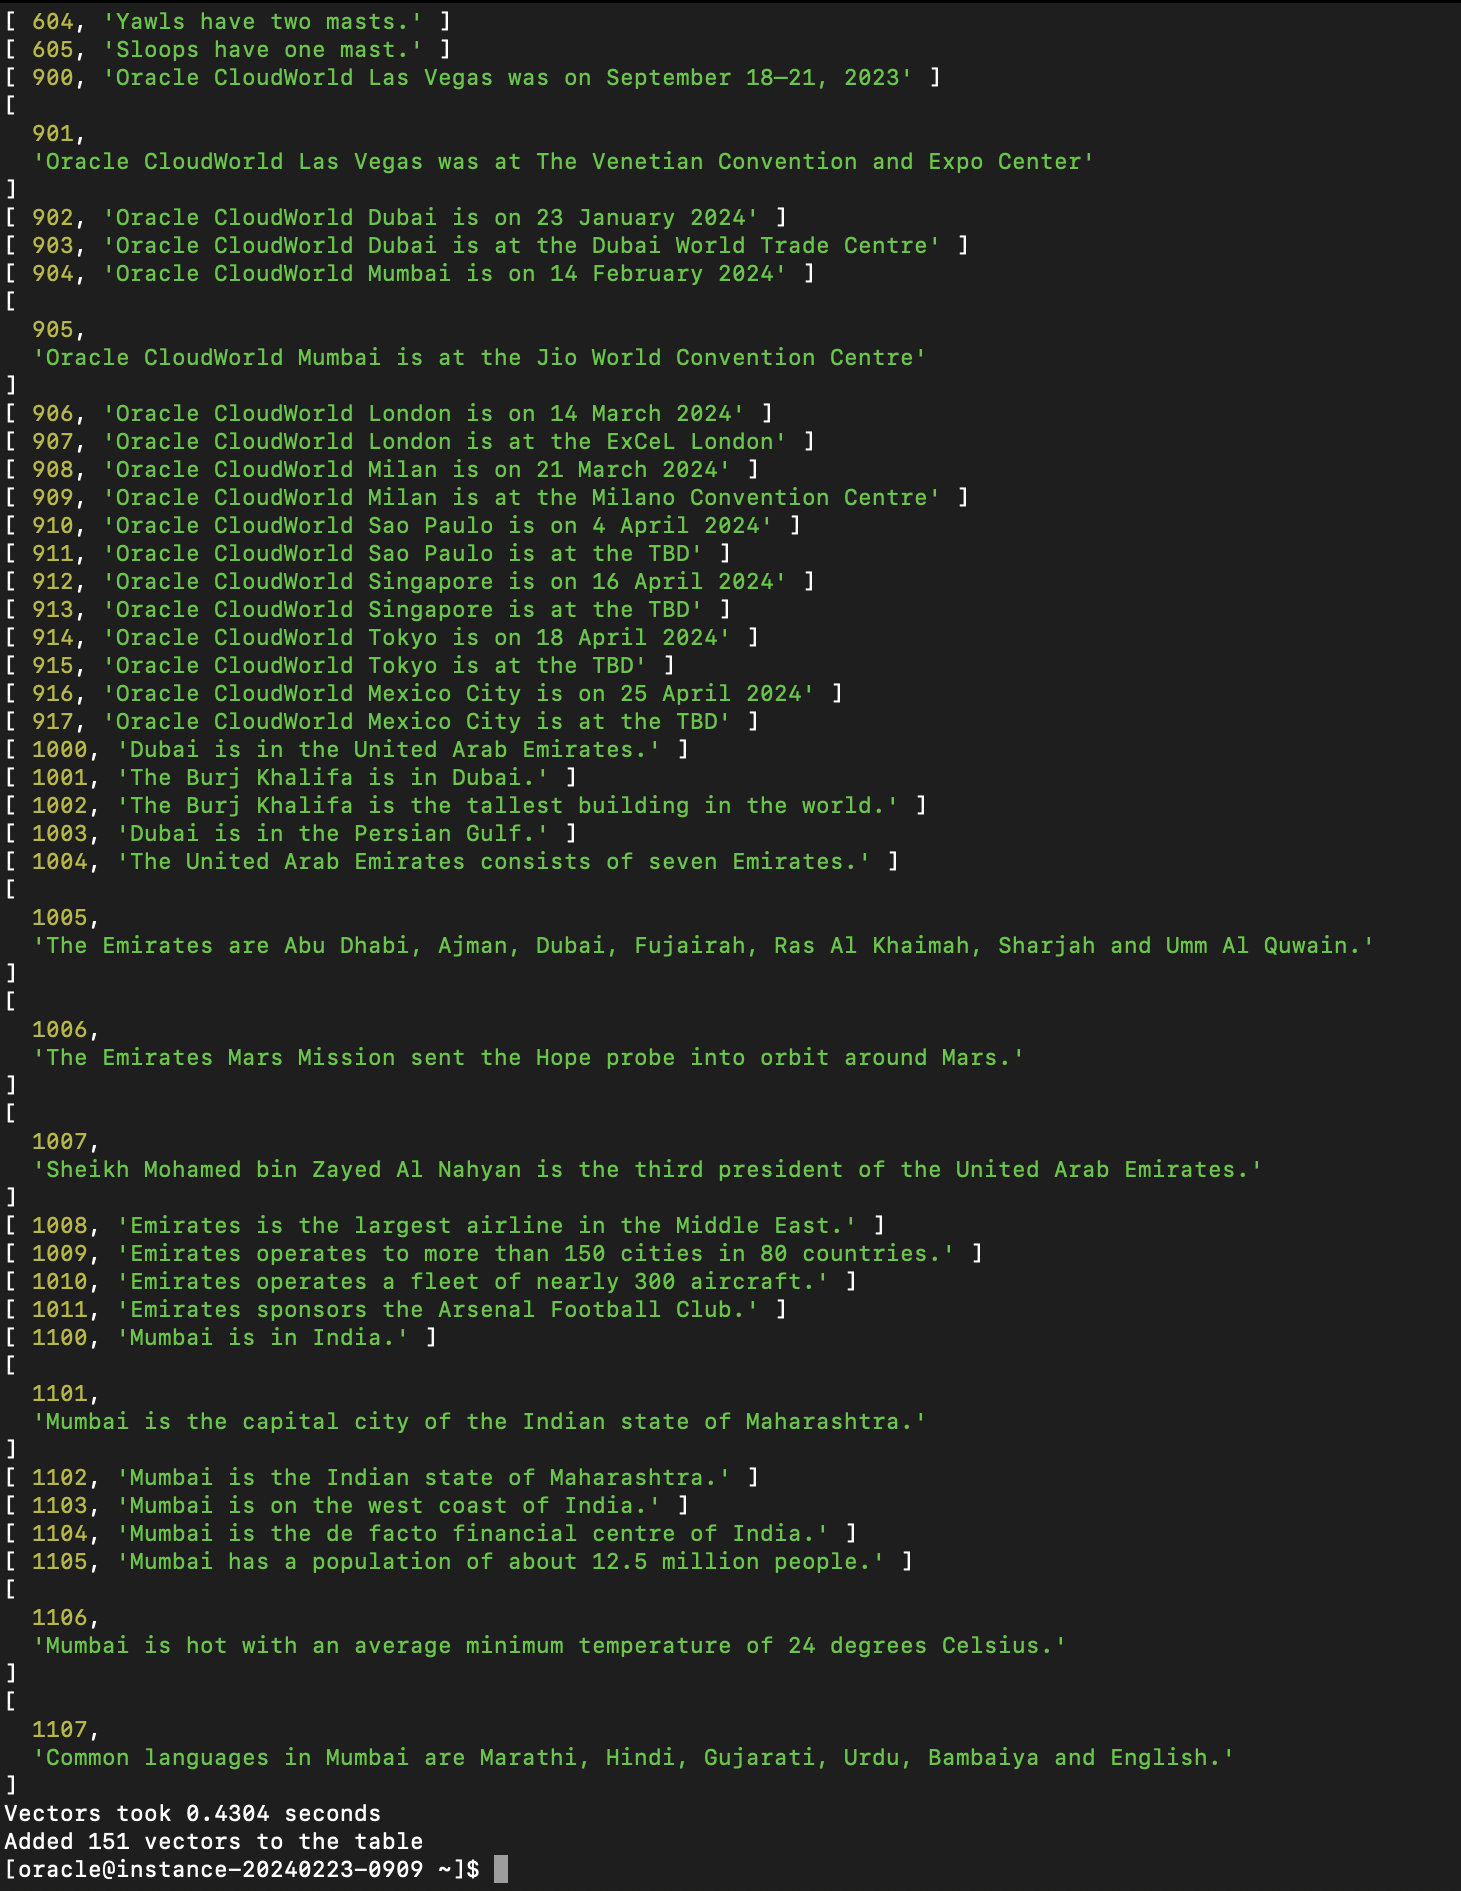 [ 604, 'Yawls have two masts.' ]
[ 605, 'Sloops have one mast.' ]
[ 900, 'Oracle CloudWorld Las Vegas was on September 18–21, 2023' ]
[
  901,
  'Oracle CloudWorld Las Vegas was at The Venetian Convention and Expo Center'
]
[ 902, 'Oracle CloudWorld Dubai is on 23 January 2024' ]
[ 903, 'Oracle CloudWorld Dubai is at the Dubai World Trade Centre' ]
[ 904, 'Oracle CloudWorld Mumbai is on 14 February 2024' ]
[
  905,
  'Oracle CloudWorld Mumbai is at the Jio World Convention Centre'
]
[ 906, 'Oracle CloudWorld London is on 14 March 2024' ]
[ 907, 'Oracle CloudWorld London is at the ExCeL London' ]
[ 908, 'Oracle CloudWorld Milan is on 21 March 2024' ]
[ 909, 'Oracle CloudWorld Milan is at the Milano Convention Centre' ]
[ 910, 'Oracle CloudWorld Sao Paulo is on 4 April 2024' ]
[ 911, 'Oracle CloudWorld Sao Paulo is at the TBD' ]
[ 912, 'Oracle CloudWorld Singapore is on 16 April 2024' ]
[ 913, 'Oracle CloudWorld Singapore is at the TBD' ]
[ 914, 'Oracle CloudWorld Tokyo is on 18 April 2024' ]
[ 915, 'Oracle CloudWorld Tokyo is at the TBD' ]
[ 916, 'Oracle CloudWorld Mexico City is on 25 April 2024' ]
[ 917, 'Oracle CloudWorld Mexico City is at the TBD' ]
[ 1000, 'Dubai is in the United Arab Emirates.' ]
[ 1001, 'The Burj Khalifa is in Dubai.' ]
[ 1002, 'The Burj Khalifa is the tallest building in the world.' ]
[ 1003, 'Dubai is in the Persian Gulf.' ]
[ 1004, 'The United Arab Emirates consists of seven Emirates.' ]
[
  1005,
  'The Emirates are Abu Dhabi, Ajman, Dubai, Fujairah, Ras Al Khaimah, Sharjah and Umm Al Quwain.'
]
[
  1006,
  'The Emirates Mars Mission sent the Hope probe into orbit around Mars.'
]
[
  1007,
  'Sheikh Mohamed bin Zayed Al Nahyan is the third president of the United Arab Emirates.'
]
[ 1008, 'Emirates is the largest airline in the Middle East.' ]
[ 1009, 'Emirates operates to more than 150 cities in 80 countries.' ]
[ 1010, 'Emirates operates a fleet of nearly 300 aircraft.' ]
[ 1011, 'Emirates sponsors the Arsenal Football Club.' ]
[ 1100, 'Mumbai is in India.' ]
[
  1101,
  'Mumbai is the capital city of the Indian state of Maharashtra.'
]
[ 1102, 'Mumbai is the Indian state of Maharashtra.' ]
[ 1103, 'Mumbai is on the west coast of India.' ]
[ 1104, 'Mumbai is the de facto financial centre of India.' ]
[ 1105, 'Mumbai has a population of about 12.5 million people.' ]
[
  1106,
  'Mumbai is hot with an average minimum temperature of 24 degrees Celsius.'
]
[
  1107,
  'Common languages in Mumbai are Marathi, Hindi, Gujarati, Urdu, Bambaiya and English.'
]
Vectors took 0.4304 seconds
Added 151 vectors to the table
[oracle@instance-20240223-0909 ~]$